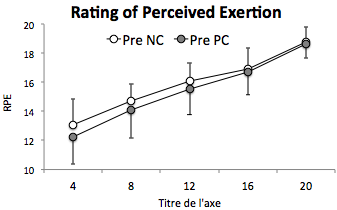 Rating of Perceived Exertion
20
Pre NC Pre PC
18
16
14
12
10
RPE
4 8 12 16 20
Titre de l'axe